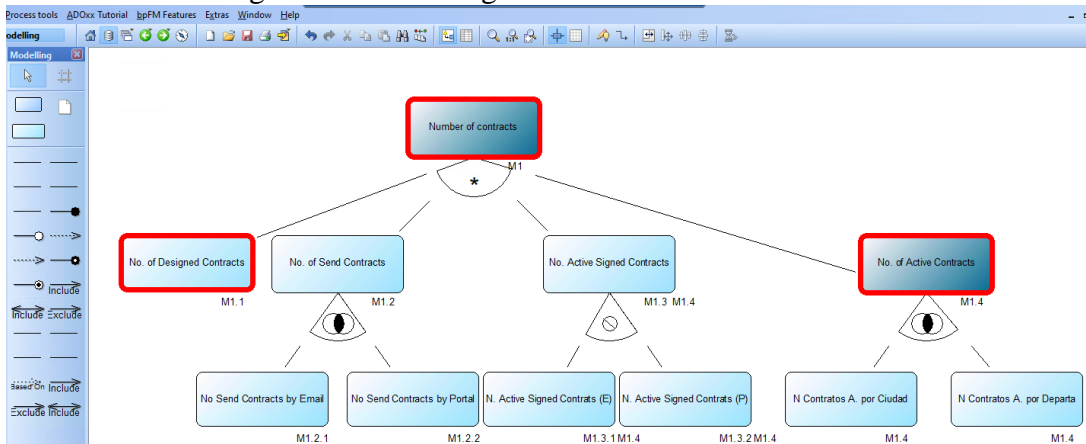 Process tools ADOxx Tutorial bpFM Features Extras Window Help
odelling
Modelling
Number of contracts
M1
*
No. of Designed Contracts
No. of Send Contracts
No. Active Signed Contracts
No. of Active Contracts
M1.1
M1.2
M1.3 M1.4
M1.4
Include
Include Exclude
No Send Contracts by Email
No Send Contracts by Portal
N. Active Signed Contrats (E)
N. Active Signed Contrats (P)
N Contratos A. por Ciudad
N Contratos A. por Departa
Based On Include
Exclude Include
M1.2.1
M1.2.2
M1.3.1 M1.4
M1.3.2 M1.4
M1.4
M1.4